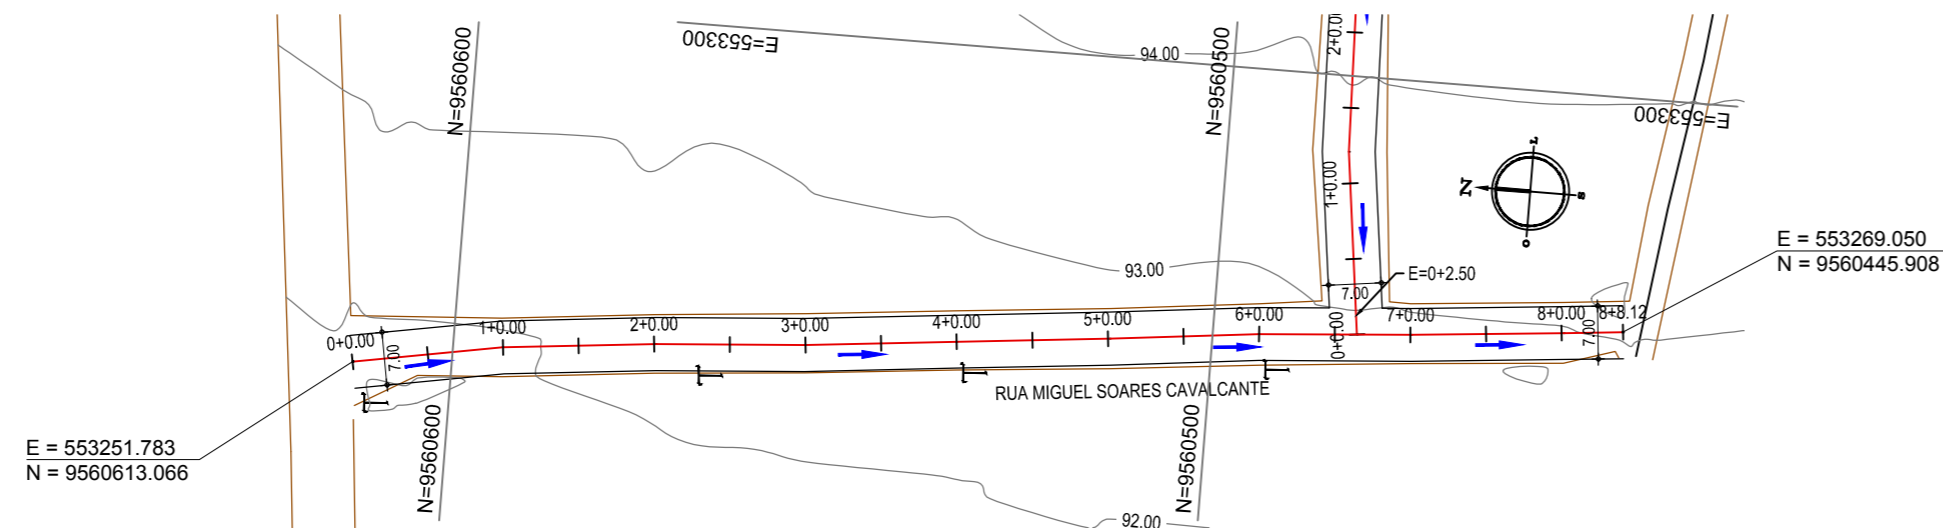 E=553300
94.00
N=9560600
N=9560500
2+0.00
E=553300
1+0.00
N
L
S
O
E = 553269.050
N = 9560445.908
93.00
E=0+2.50
7.00
0+0.00
7.00
1+0.00
2+0.00
3+0.00
4+0.00
5+0.00
6+0.00
0+0.00
7+0.00
8+0.00
8+8.12
7.00
RUA MIGUEL SOARES CAVALCANTE
E = 553251.783
N = 9560613.066
N=9560600
N=9560500
92.00